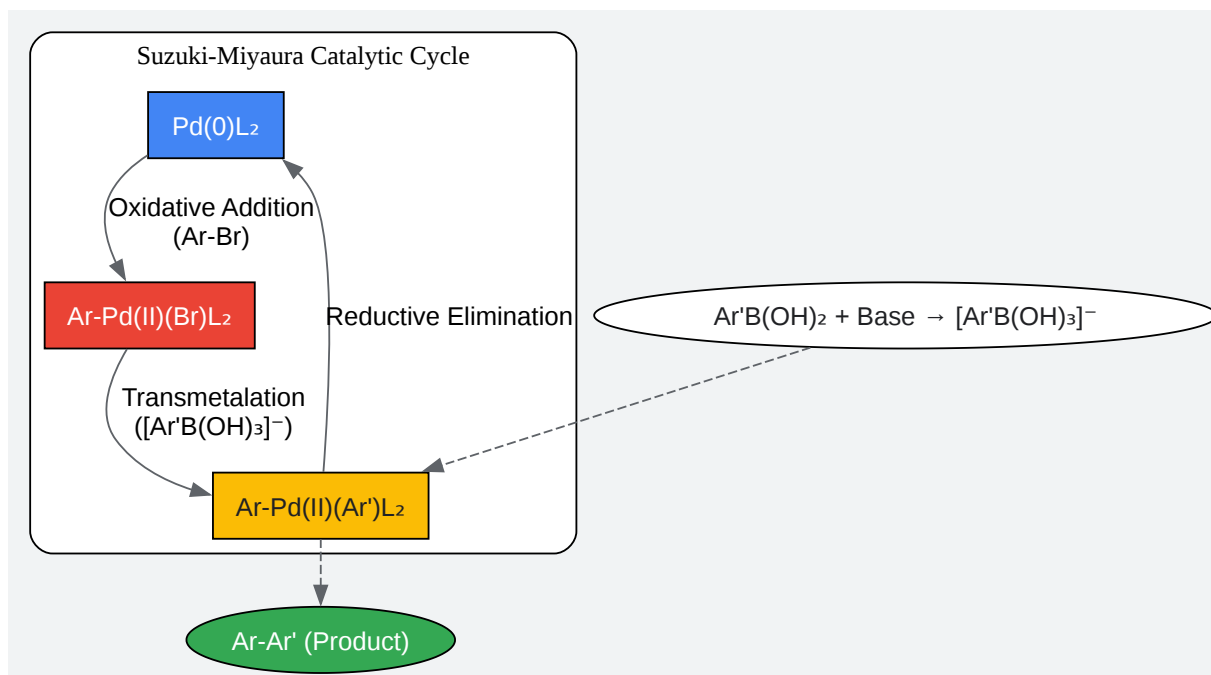 Suzuki-Miyaura Catalytic Cycle
Pd(0)L₂
Oxidative Addition
(Ar-Br)
Ar-Pd(II)(Br)L₂
Reductive Elimination
Ar'B(OH)₂ + Base → [Ar'B(OH)₃]⁻
Transmetalation
([Ar'B(OH)₃]⁻)
Ar-Pd(II)(Ar')L₂
Ar-Ar' (Product)